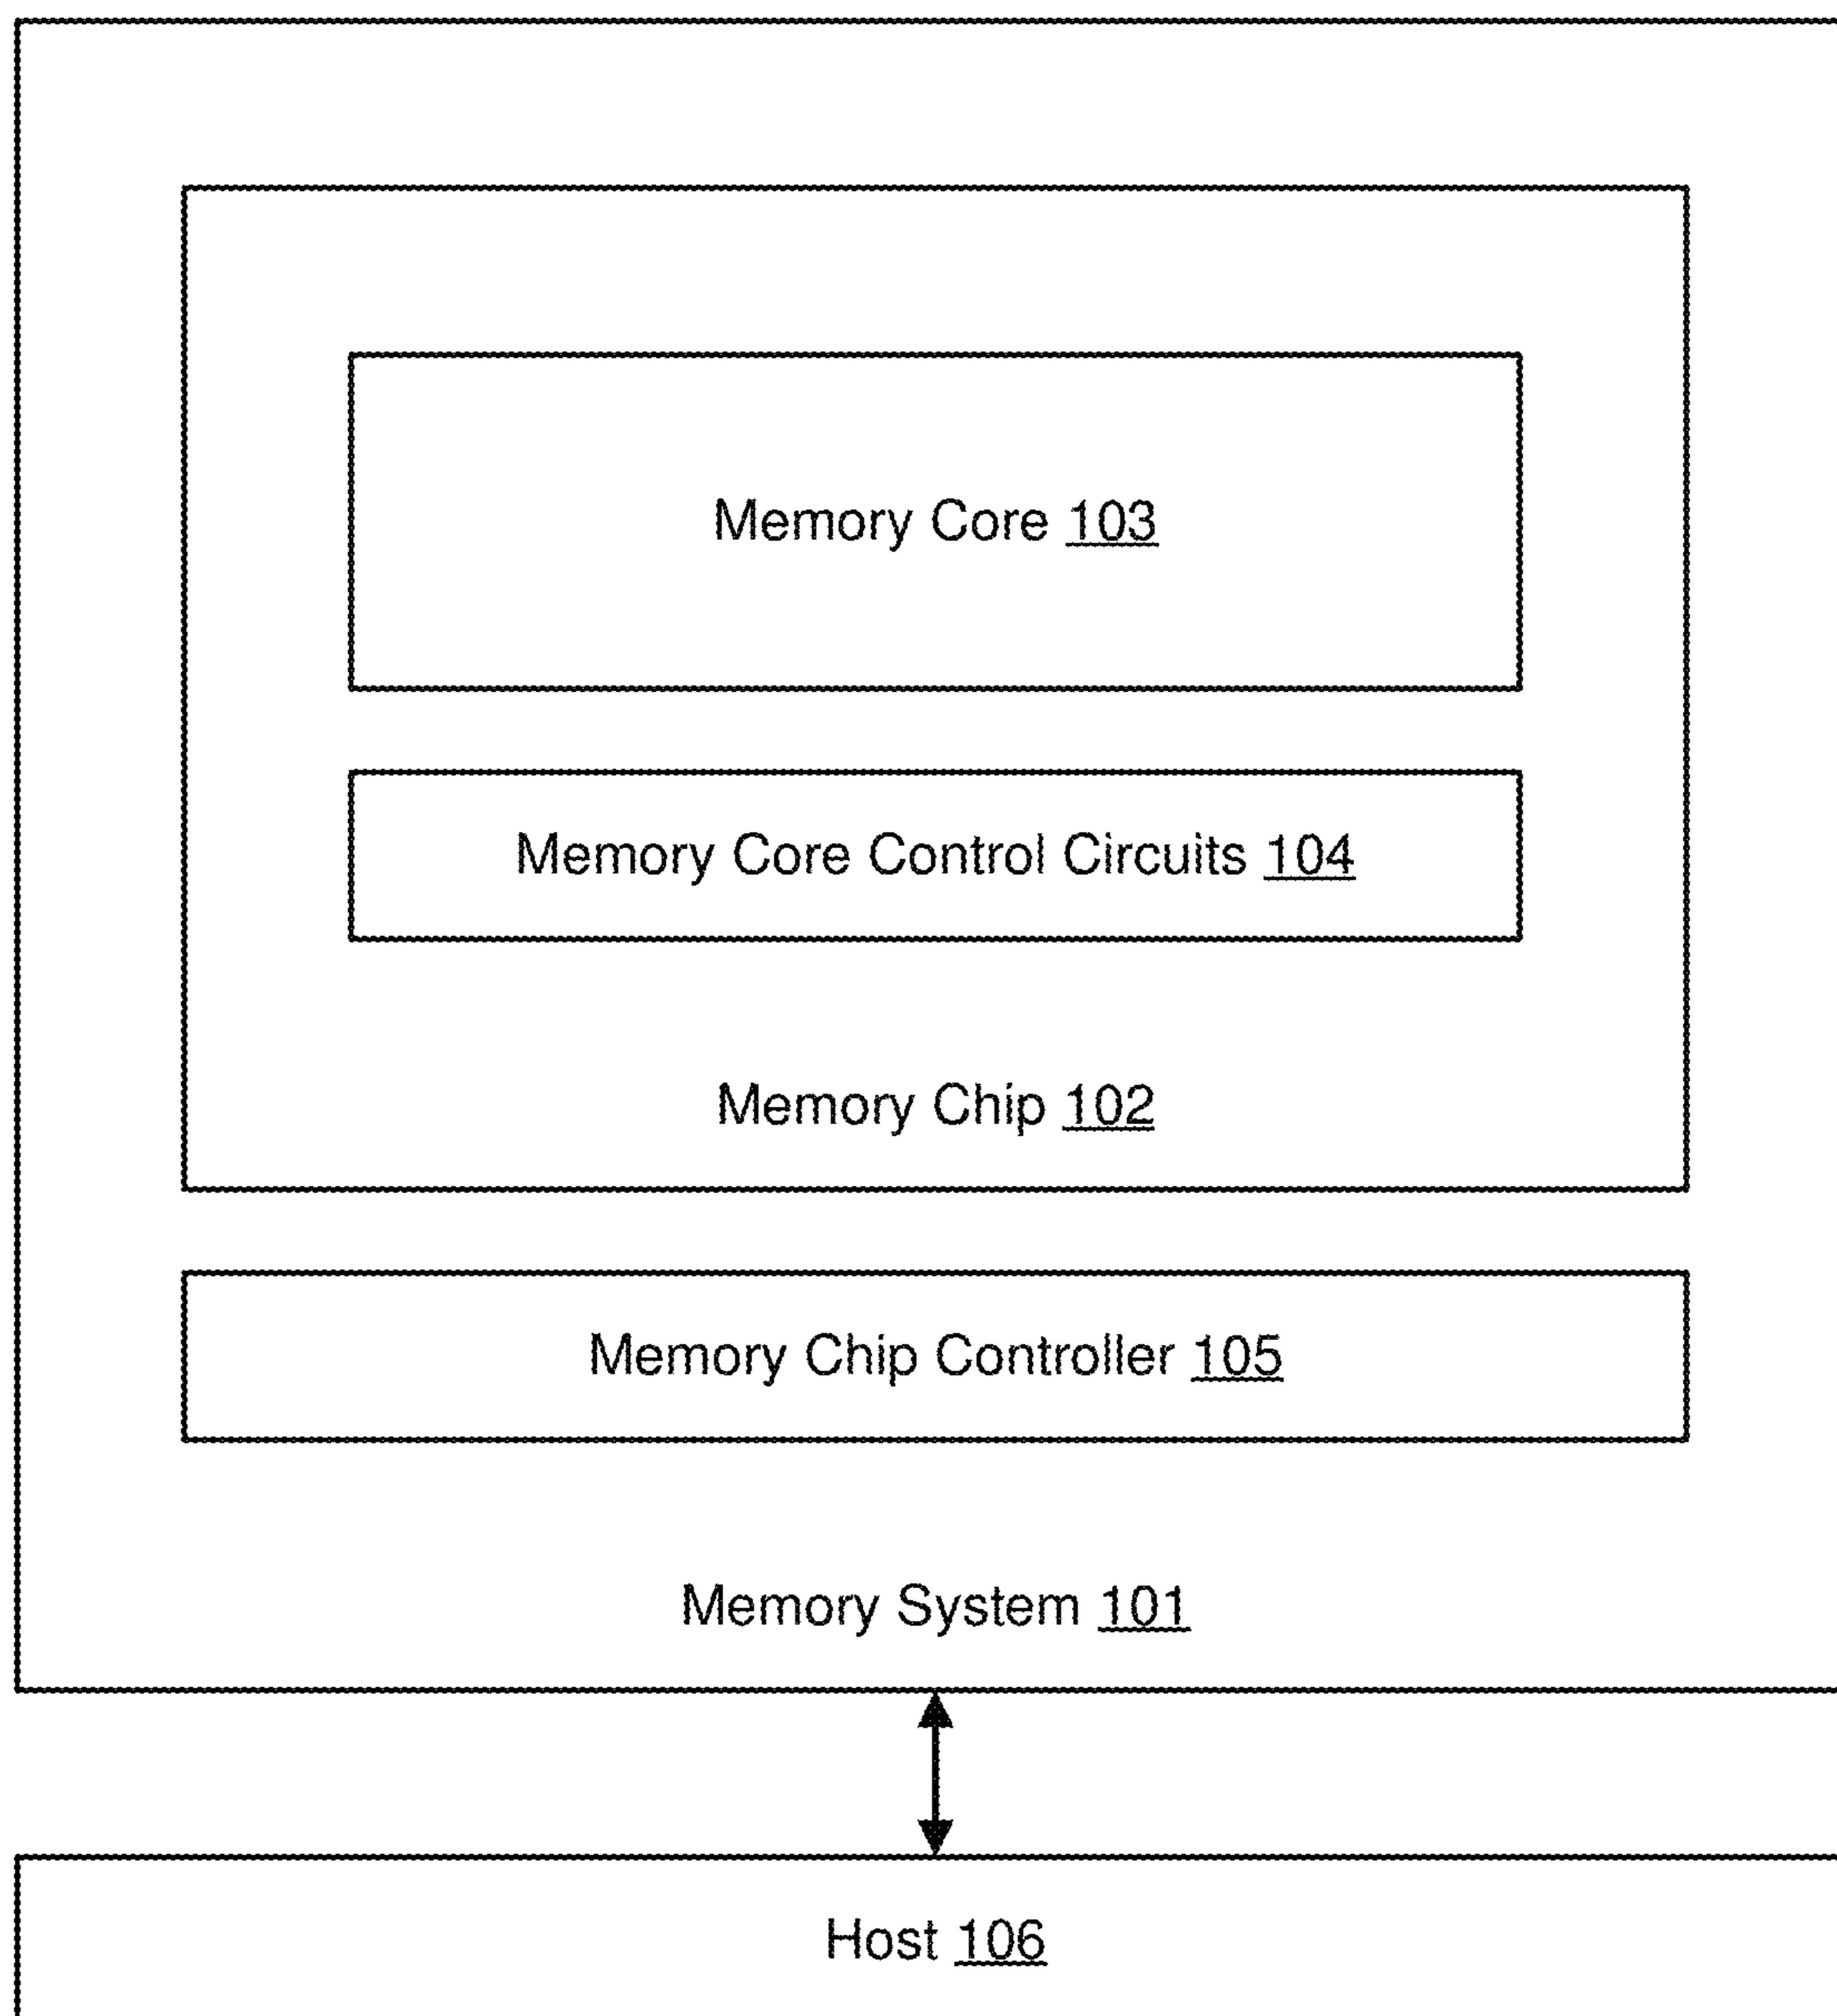 Memory Core 103
Memory Core Control Circuits 104
Memory Chip 102
Memory Chip Controller 105
Memory System 101
Host 106